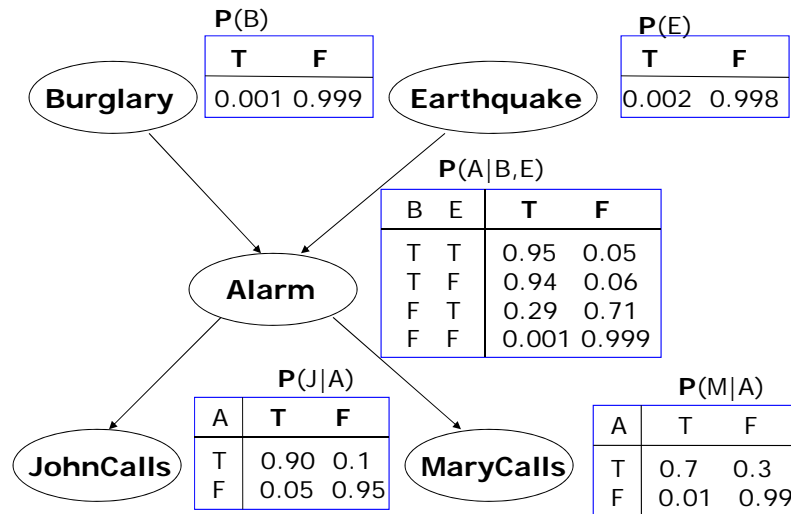 P(B)
T F
0.001 0.999
Burglary
P(E)
T F
0.002 0.998
Earthquake
P(A|B,E)
B E T F
T T 0.95 0.05
T F 0.94 0.06
F T 0.29 0.71
F F 0.001 0.999
Alarm
P(J|A)
A T F
T 0.90 0.1
F 0.05 0.95
JohnCalls
P(M|A)
A T F
T 0.7 0.3
F 0.01 0.99
MaryCalls